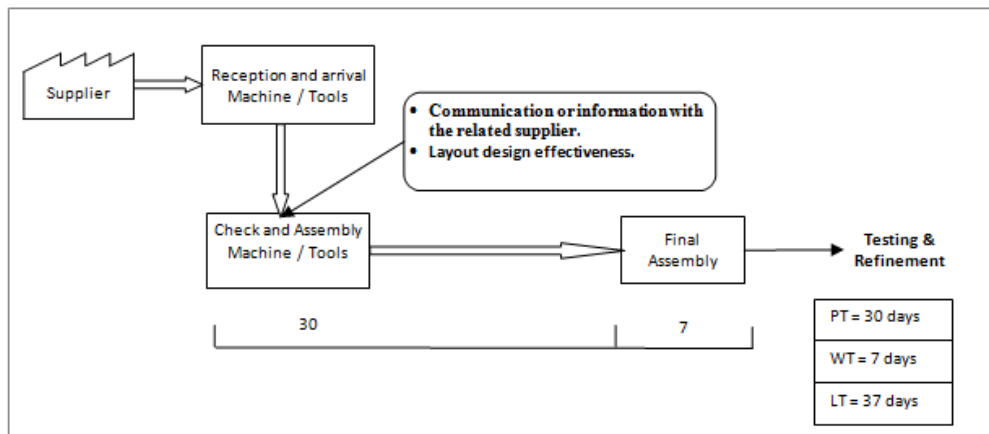 Supplier
Reception and arrival
Machine / Tools
• Communication or information with
the related supplier.
• Layout design effectiveness.
Check and Assembly
Machine / Tools
Final
Assembly
Testing &
Refinement
30
7
PT = 30 days
WT = 7 days
LT = 37 days